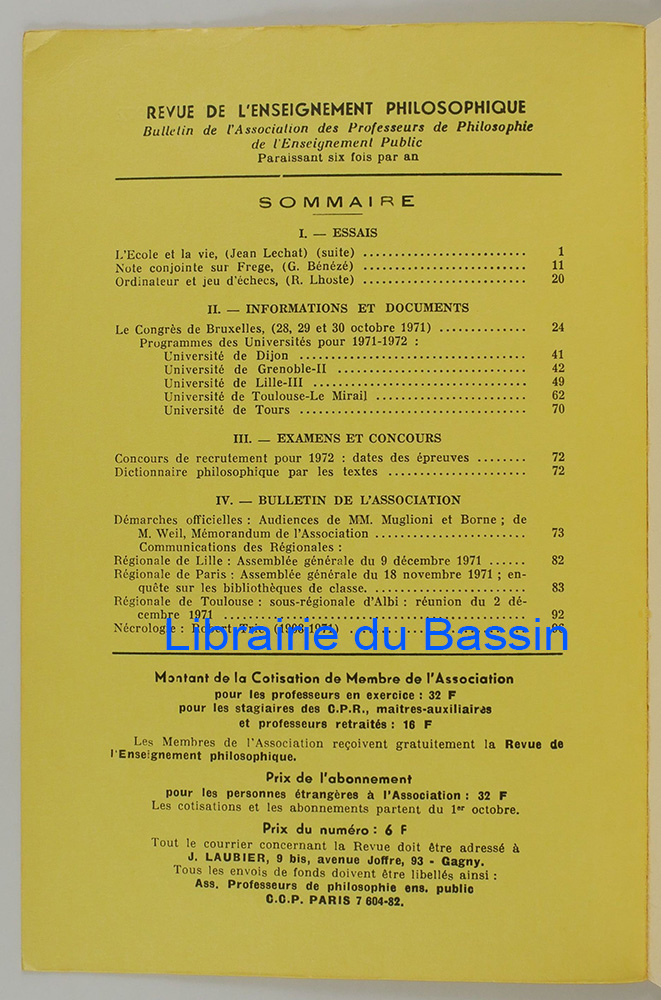 REVUE DE L'ENSEIGNEMENT PHILOSOPHIQUE
Bulletin de l'Association des Professeurs de Philosophie
de l'Enseignement Public
Paraissant six fois par an
SOMMAIRE
I. — ESSAIS
L'Ecole et la vie, (Jean Lechat) (suite) .......................... 1
Note conjointe sur Frege, (G. Bénézé) .......................... 11
Ordinateur et jeu d'échecs, (R. Lhoste) .......................... 20
II. — INFORMATIONS ET DOCUMENTS
Le Congrès de Bruxelles, (28, 29 et 30 octobre 1971) .............. 24
Programmes des Universités pour 1971-1972 :
Université de Dijon .................................... 41
Université de Grenoble-II .............................. 42
Université de Lille-III .................................. 49
Université de Toulouse-Le Mirail ........................ 62
Université de Tours .................................... 70
III. — EXAMENS ET CONCOURS
Concours de recrutement pour 1972 : dates des épreuves ........ 72
Dictionnaire philosophique par les textes ...................... 72
IV. — BULLETIN DE L'ASSOCIATION
Démarches officielles : Audiences de MM. Muglioni et Borne ; de
M. Weil, Mémorandum de l'Association ........................ 73
Communications des Régionales :
Régionale de Lille : Assemblée générale du 9 décembre 1971 ...... 82
Régionale de Paris : Assemblée générale du 18 novembre 1971 ; en-
quête sur les bibliothèques de classe. ........................ 83
Régionale de Toulouse : sous-régionale d'Albi : réunion du 2 dé-
cembre 1971 ................................................ 92
Nécrologie :
Librairie du Bassin
Montant de la Cotisation de Membre de l'Association
pour les professeurs en exercice : 32 F
pour les stagiaires des C.P.R., maitres-auxiliaires
et professeurs retraités : 16 F
Les Membres de l'Association reçoivent gratuitement la Revue de
l'Enseignement philosophique.
Prix de l'abonnement
pour les personnes étrangères à l'Association : 32 F
Les cotisations et les abonnements partent du 1er octobre.
Prix du numéro : 6 F
Tout le courrier concernant la Revue doit être adressé à
J. LAUBIER, 9 bis, avenue Joffre, 93 - Gagny.
Tous les envois de fonds doivent être libellés ainsi :
Ass. Professeurs de philosophie ens. public
C.C.P. PARIS 7 604-82.